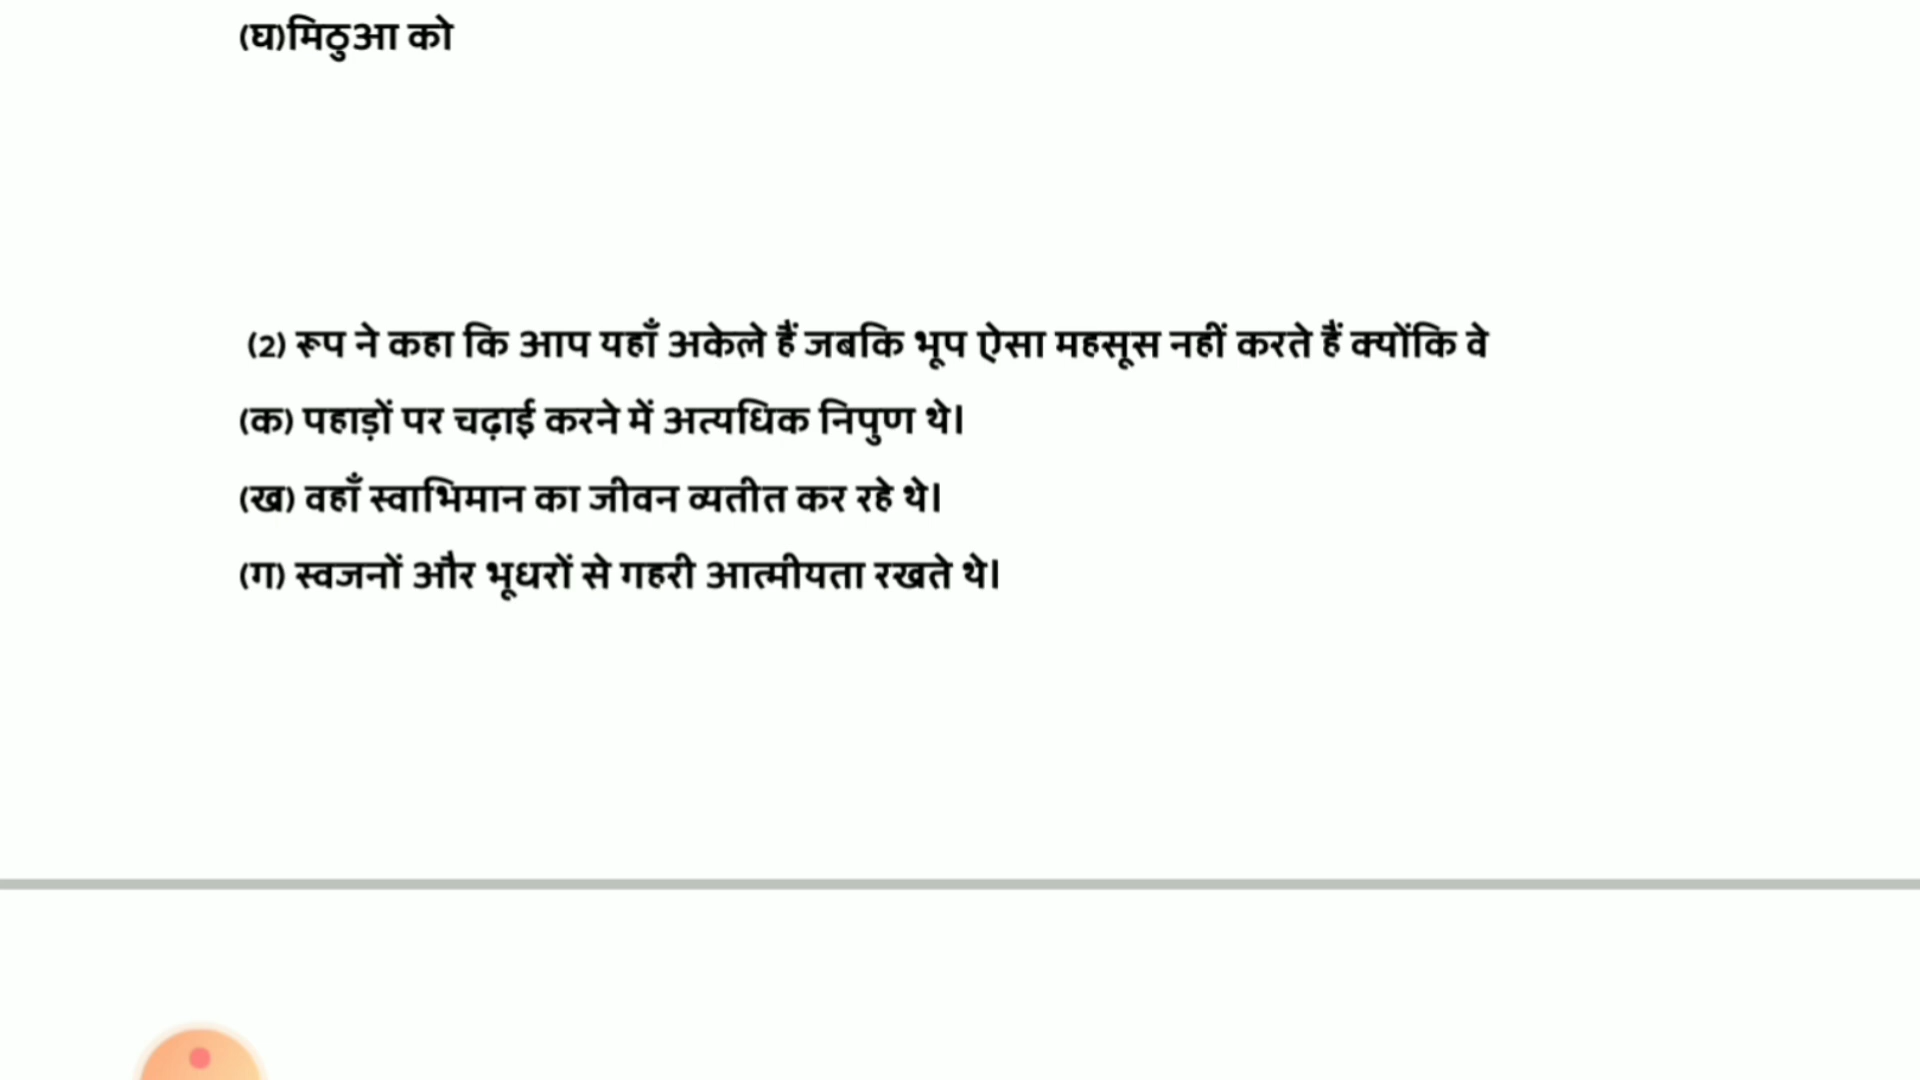 (घ)मिठुआ को
(2) रूप ने कहा कि आप यहाँ अकेले हैं जबकि भूप ऐसा महसूस नहीं करते हैं क्योंकि वे
(क) पहाड़ों पर चढ़ाई करने में अत्यधिक निपुण थे।
(ख) वहाँ स्वाभिमान का जीवन व्यतीत कर रहे थे।
(ग) स्वजनों और भूधरों से गहरी आत्मीयता रखते थे।